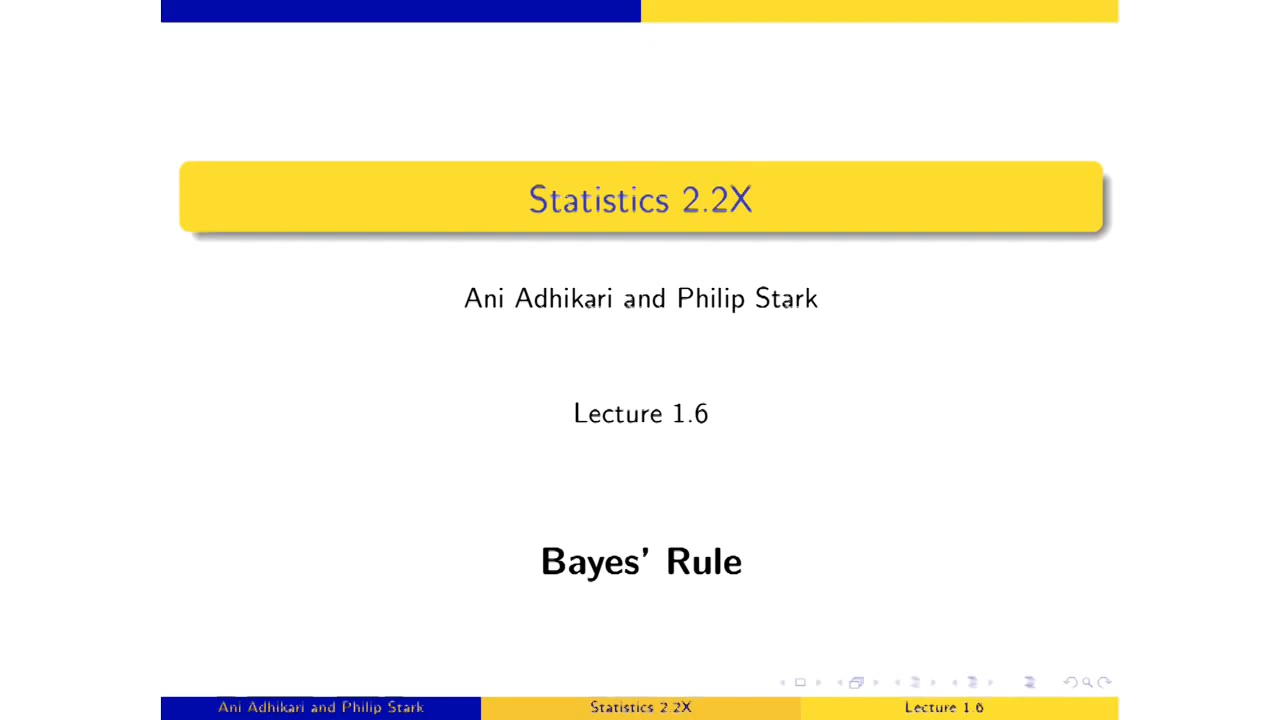 Statistics 2.2X
Ani Adhikari and Philip Stark
Lecture 1.6
Bayes' Rule
Ani Adhikari and Philip Stark
Statistics 2.2X
Lecture 1.6